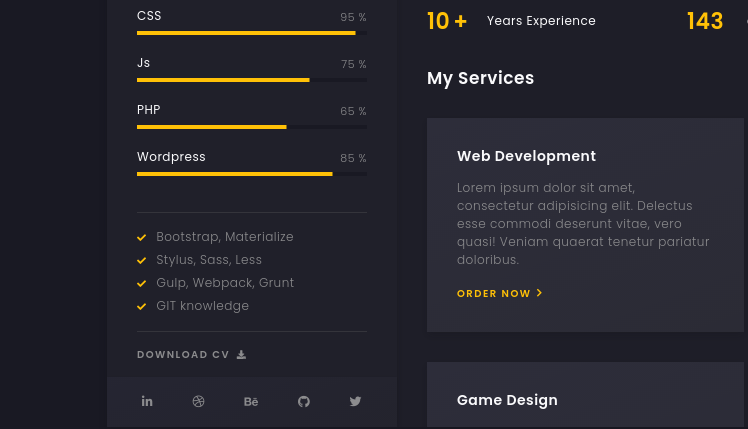 CSS
95 %
Js
75 %
PHP
65 %
Wordpress
85 %
Bootstrap, Materialize
Stylus, Sass, Less
Gulp, Webpack, Grunt
GIT knowledge
DOWNLOAD CV
in
Bē
10 +
Years Experience
143
My Services
Web Development
Lorem ipsum dolor sit amet,
consectetur adipisicing elit. Delectus
esse commodi deserunt vitae, vero
quasi! Veniam quaerat tenetur pariatur
doloribus.
ORDER NOW
Game Design